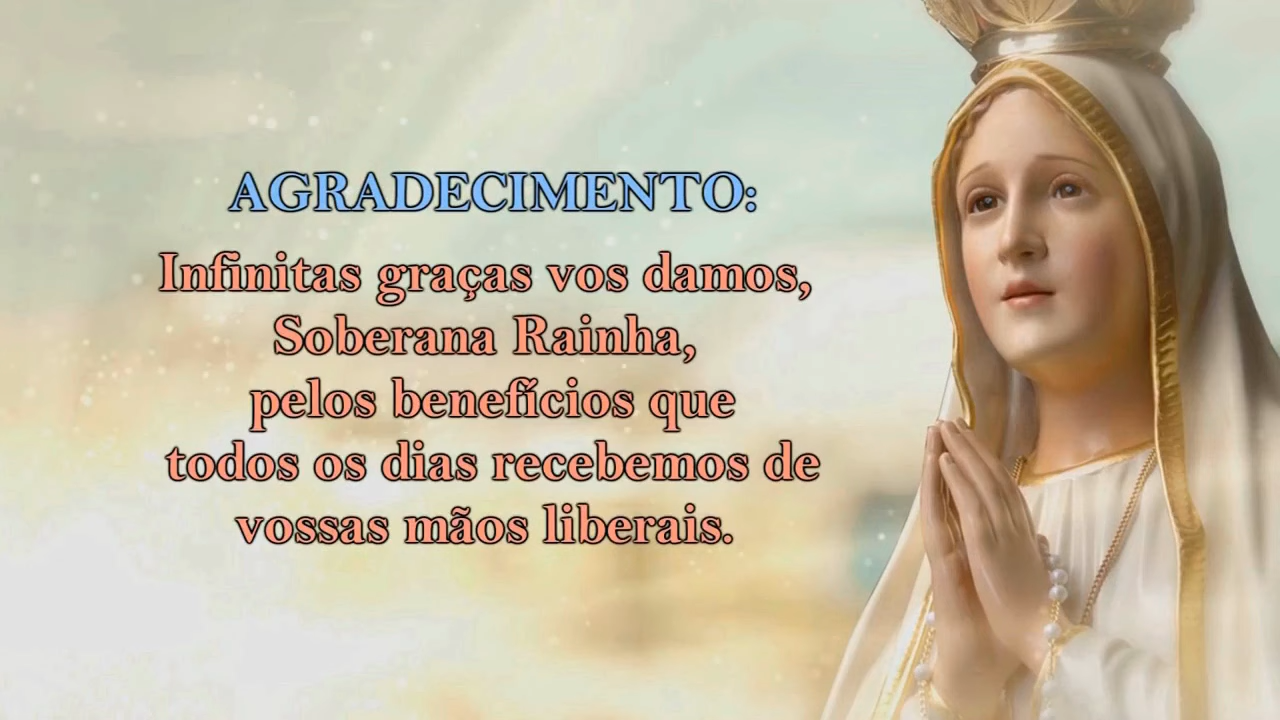 AGRADECIMENTO:
Infinitas graças vos damos,
Soberana Rainha,
pelos benefícios que
todos os dias recebemos de
vossas mãos liberais.